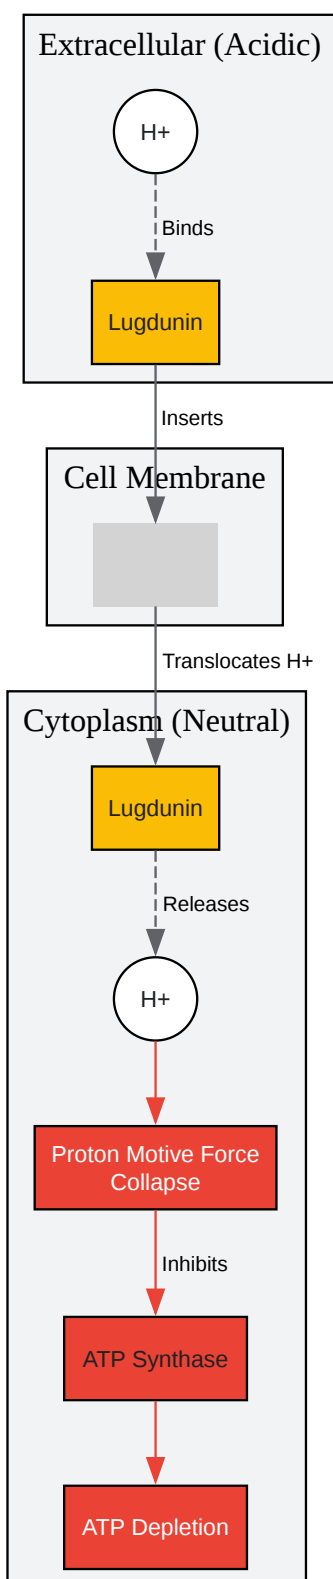 Extracellular (Acidic)
H+
Binds
Lugdunin
Inserts
Cell Membrane
Translocates H+
Cytoplasm (Neutral)
Lugdunin
Releases
H+
Proton Motive Force
Collapse
Inhibits
ATP Synthase
ATP Depletion